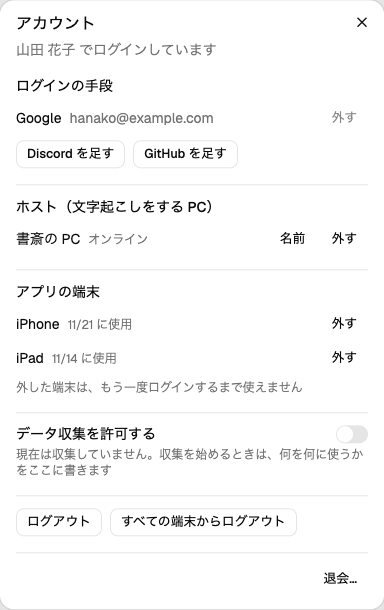 アカウント
山田 花子 でログインしています
ログインの手段
Google hanako@example.com 外す
Discord を足す GitHub を足す
ホスト（文字起こしをする PC）
書斎の PC オンライン 名前 外す
アプリの端末
iPhone 11/21 に使用 外す
iPad 11/14 に使用 外す
外した端末は、もう一度ログインするまで使えません
データ収集を許可する
現在は収集していません。収集を始めるときは、何を何に使うか
をここに書きます
ログアウト すべての端末からログアウト
退会...